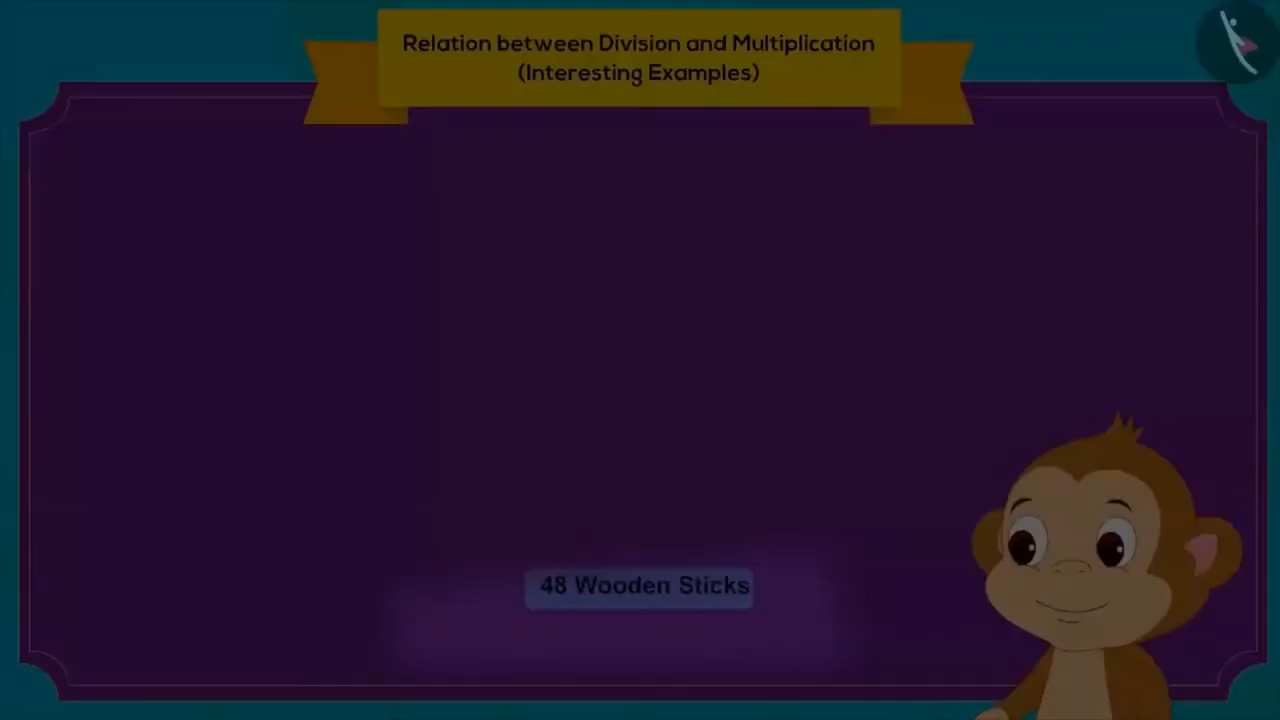 Relation between Division and Multiplication
(Interesting Examples)
48 Wooden Sticks